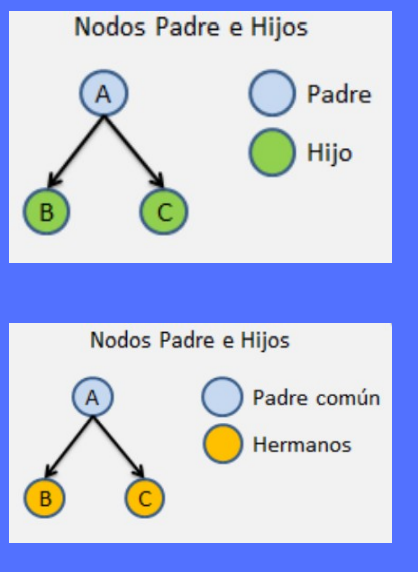 Nodos Padre e Hijos
A
Padre
Hijo
B
C
Nodos Padre e Hijos
A
Padre común
Hermanos
B
C